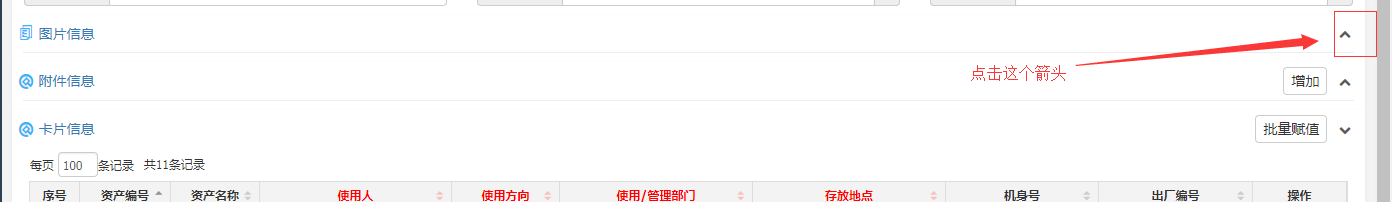 图片信息
点击这个箭头
附件信息 增加
卡片信息 批量赋值
每页 100 条记录 共11条记录
序号 资产编号 资产名称 使用人 使用方向 使用/管理部门 存放地点 机身号 出厂编号 操作